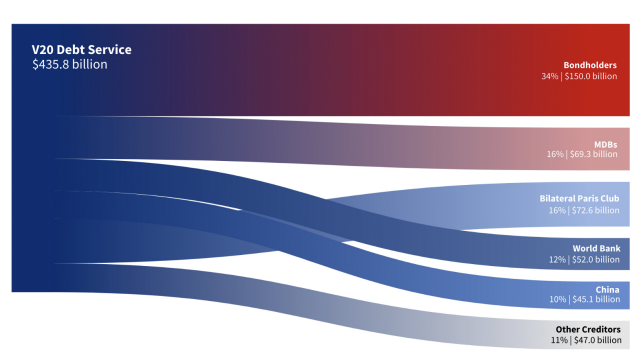 V20 Debt Service
$435.8 billion
Bondholders
34% | $150.0 billion
MDBs
16% | $69.3 billion
Bilateral Paris Club
16% | $72.6 billion
World Bank
12% | $52.0 billion
China
10% | $45.1 billion
Other Creditors
11% | $47.0 billion